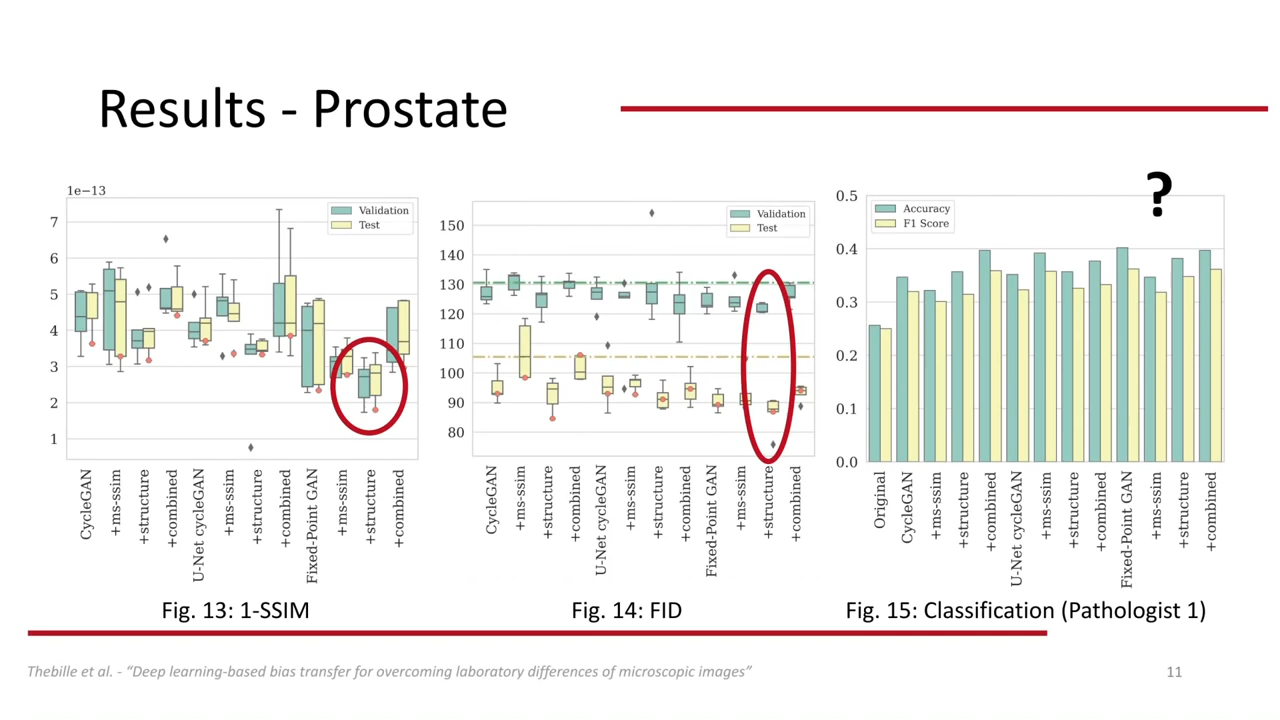 Results - Prostate
1e−13
7
6
5
4
3
2
1
Validation
Test
CycleGAN
+ms-ssim
+structure
+combined
U-Net cycleGAN
+ms-ssim
+structure
+combined
Fixed-Point GAN
+ms-ssim
+structure
+combined
Fig. 13: 1-SSIM
150
140
130
120
110
100
90
80
Validation
Test
CycleGAN
+ms-ssim
+structure
+combined
U-Net cycleGAN
+ms-ssim
+structure
+combined
Fixed-Point GAN
+ms-ssim
+structure
+combined
Fig. 14: FID
?
0.5
0.4
0.3
0.2
0.1
0.0
Accuracy
F1 Score
Original
CycleGAN
+ms-ssim
+structure
+combined
U-Net cycleGAN
+ms-ssim
+structure
+combined
Fixed-Point GAN
+ms-ssim
+structure
+combined
Fig. 15: Classification (Pathologist 1)
Thebille et al. - “Deep learning-based bias transfer for overcoming laboratory differences of microscopic images”
11